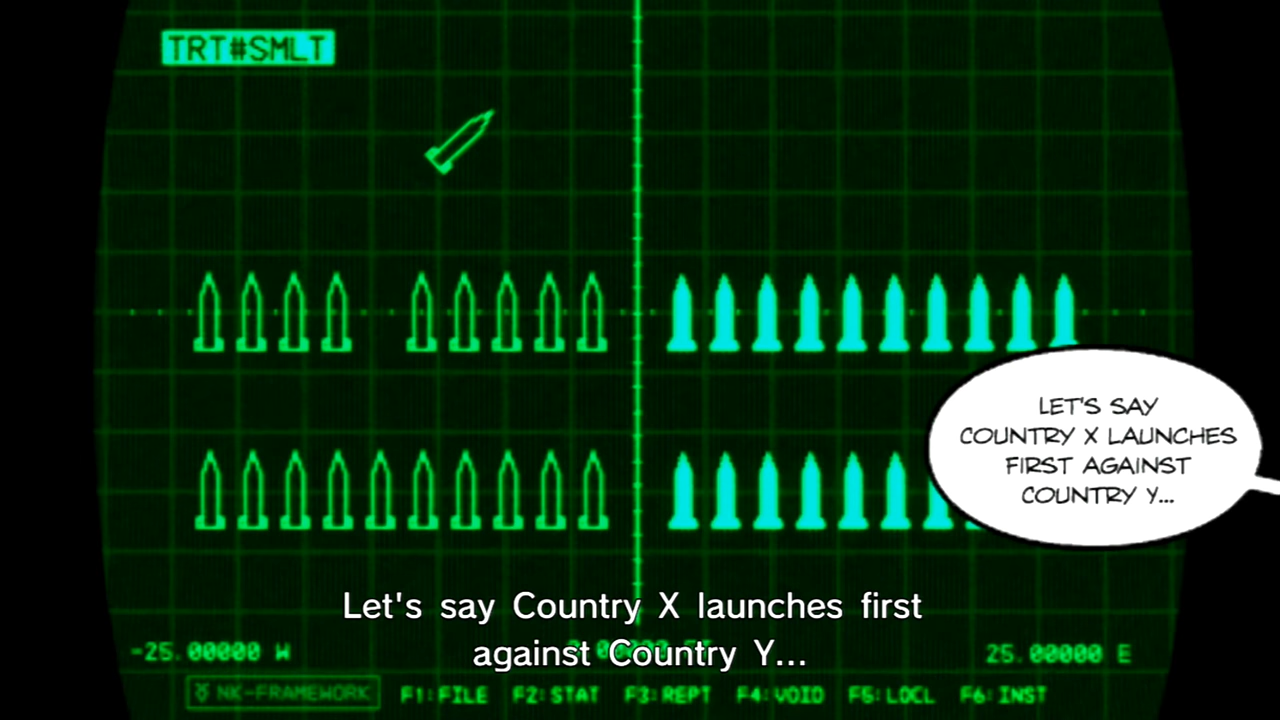 TRT#SMLT
LET'S SAY
COUNTRY X LAUNCHES
FIRST AGAINST
COUNTRY Y...
Let's say Country X launches first
against Country Y...
-25.00000 W
25.00000 E
NK-FRAMEWORK F1:FILE F2:STAT F3:REPT F4:VOID F5:LOCL F6:INST